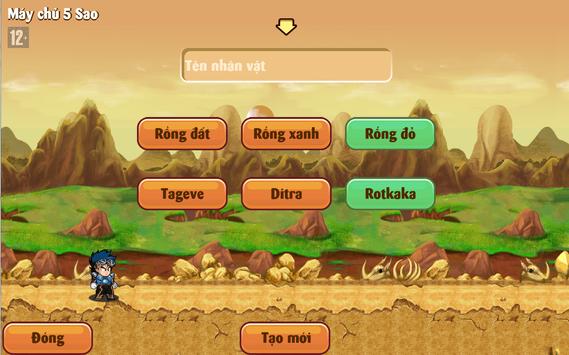 Máy chủ 5 Sao
12+
Tên nhân vật
Rồng đất Rồng xanh Rồng đỏ
Tageve Ditra Rotkaka
Đóng Tạo mới